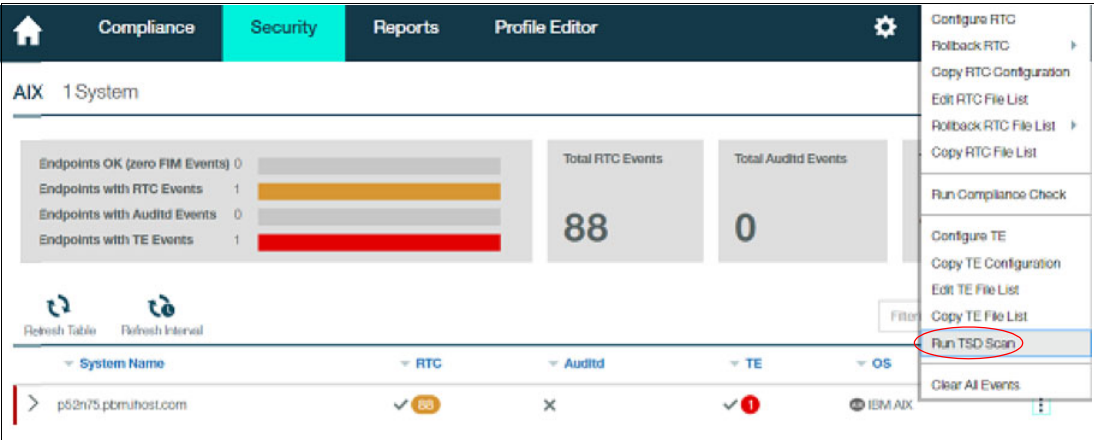 Compliance
Security
Reports
Profile Editor
AIX 1 System
Endpoints OK (zero FIM Events) 0
Endpoints with RTC Events 1
Endpoints with Auditd Events 0
Endpoints with TE Events 1
Total RTC Events
88
Total Auditd Events
0
Refresh Table
Refresh Interval
Filter
System Name
RTC
Auditd
TE
OS
p52n75.pbm.ihost.com
88
1
IBM AIX
Configure RTC
Rollback RTC
Copy RTC Configuration
Edit RTC File List
Rollback RTC File List
Copy RTC File List
Run Compliance Check
Configure TE
Copy TE Configuration
Edit TE File List
Copy TE File List
Run TSD Scan
Clear All Events